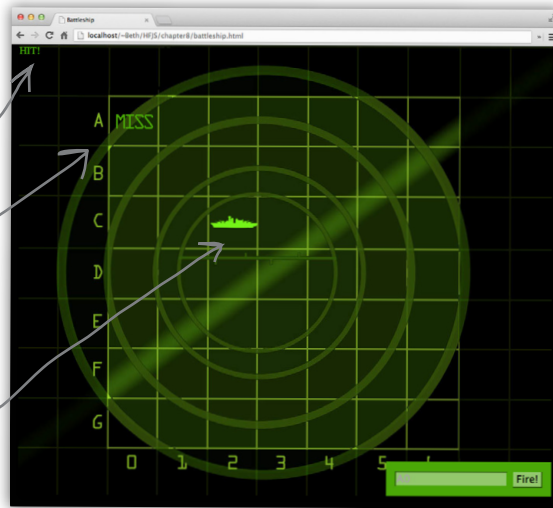 Battleship
localhost/~Beth/HFJS/chapter8/battleship.html
HIT!
A MISS
B
C
D
E
F
G
0 1 2 3 4 5
Fire!